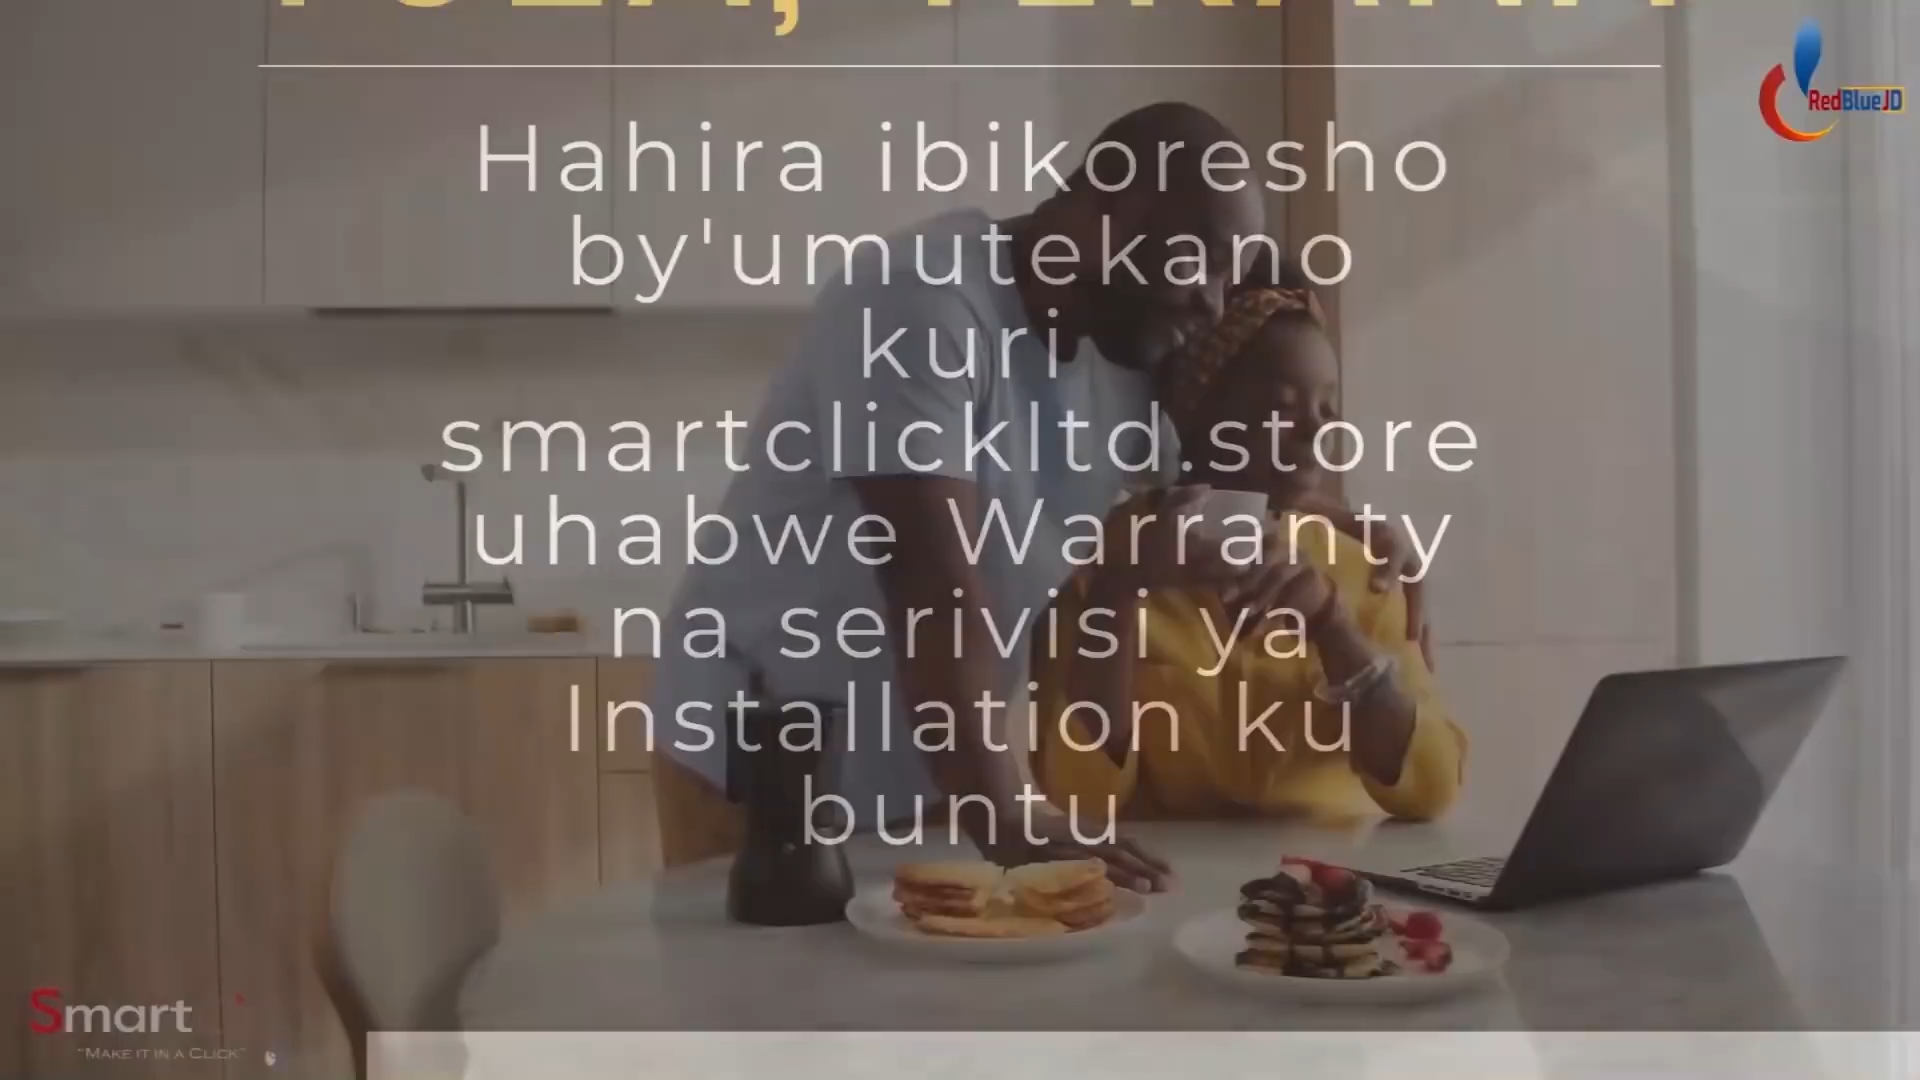 RedBlueJD
Hahira ibikoresho
by'umutekano
kuri
smartclickltd.store
uhabwe Warranty
na serivisi ya
Installation ku
buntu
Smart
"MAKE IT IN A CLICK"